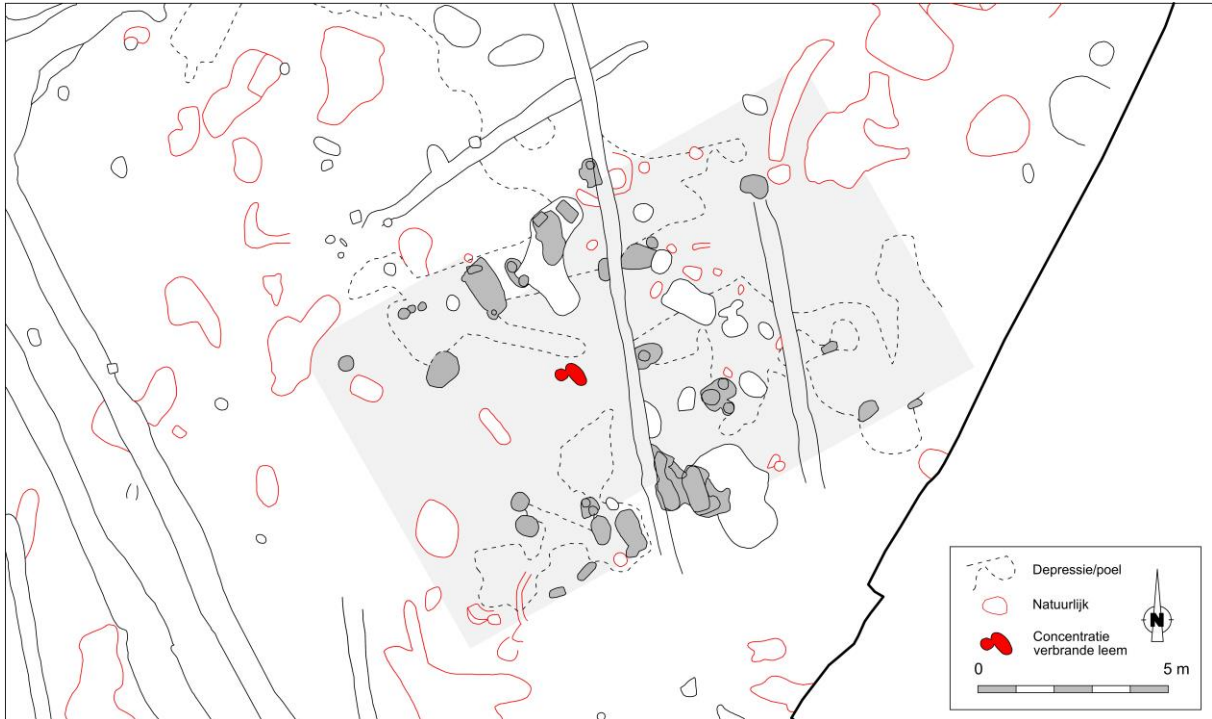 Depressie/poel
Natuurlijk
Concentratie
verbrande leem
N
0 5 m